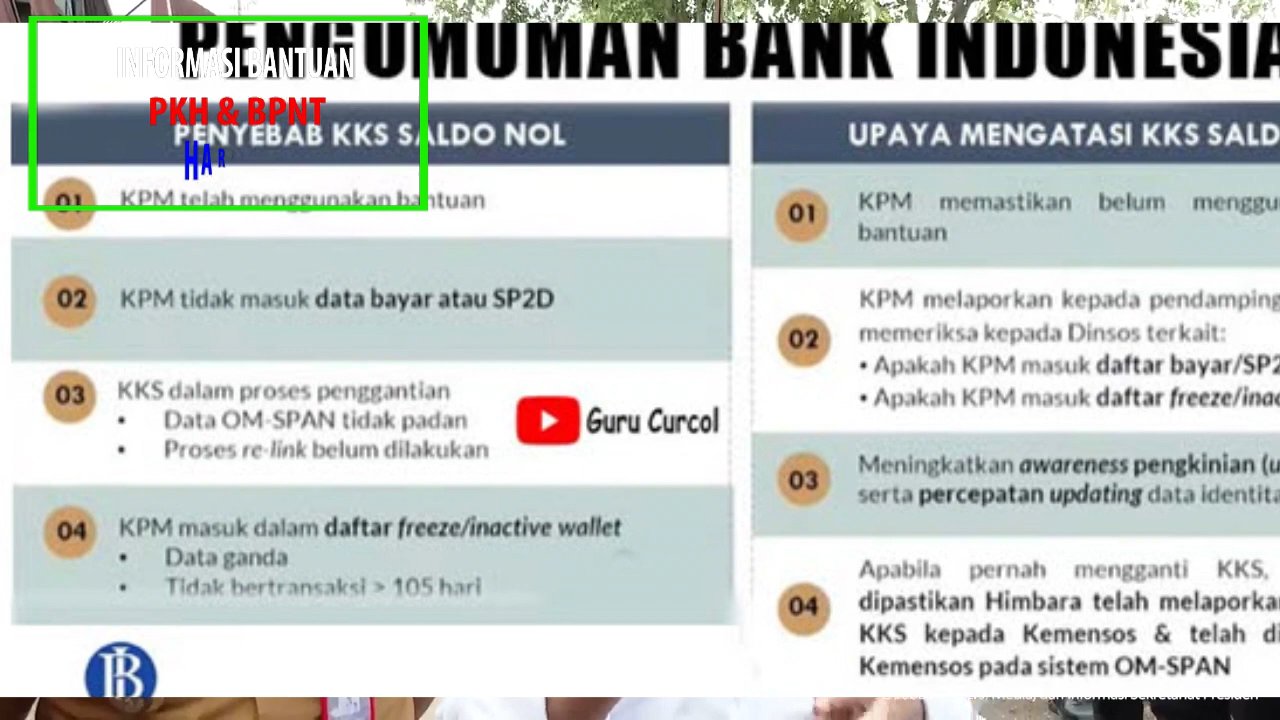 PENGUMUMAN BANK INDONESIA
INFORMASI BANTUAN
PKH & BPNT
HAR
PENYEBAB KKS SALDO NOL
01 KPM telah menggunakan bantuan
02 KPM tidak masuk data bayar atau SP2D
03 KKS dalam proses penggantian
• Data OM-SPAN tidak padan
• Proses re-link belum dilakukan
Guru Curcol
04 KPM masuk dalam daftar freeze/inactive wallet
• Data ganda
• Tidak bertransaksi > 105 hari
UPAYA MENGATASI KKS SALD
01 KPM memastikan belum menggu
bantuan
02 KPM melaporkan kepada pendamping
memeriksa kepada Dinsos terkait:
• Apakah KPM masuk daftar bayar/SP2
• Apakah KPM masuk daftar freeze/inac
03 Meningkatkan awareness pengkinian (u
serta percepatan updating data identita
04 Apabila pernah mengganti KKS,
dipastikan Himbara telah melaporka
KKS kepada Kemensos & telah di
Kemensos pada sistem OM-SPAN